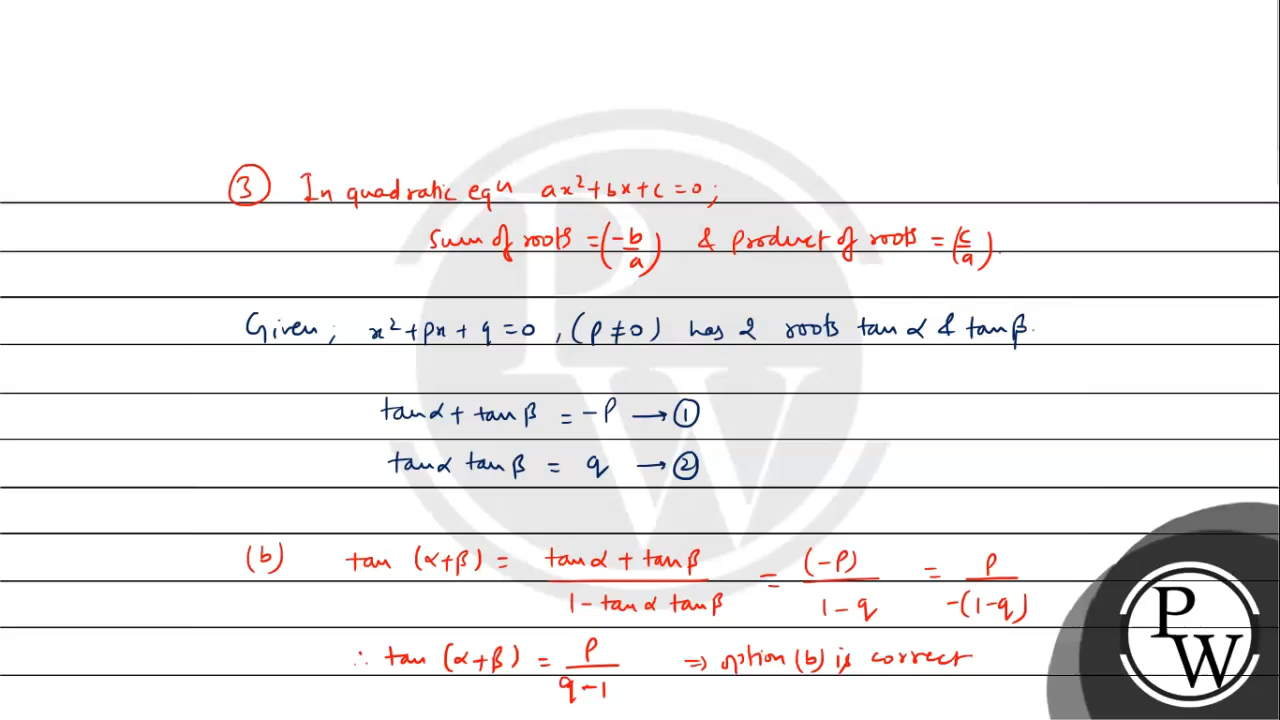 ③ In quadratic eqn ax²+bx+c=0;
Sum of roots = (-b/a) & product of roots = (c/a).
Given; x²+px+q=0, (p≠0) has 2 roots tanα & tanβ.
tanα + tanβ = -p → ①
tanα tanβ = q → ②
(b) tan (α+β) = (tanα + tanβ)/(1 - tanα tanβ) = (-p)/(1-q) = p/(-(1-q))
∴ tan (α+β) = p/(q-1) ⇒ option (b) is correct
P
W